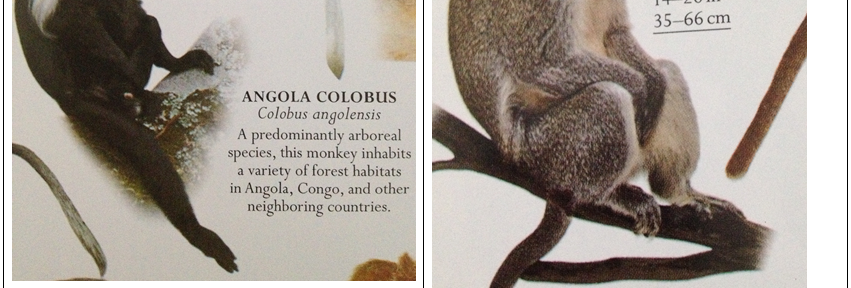 ANGOLA COLOBUS
Colobus angolensis
A predominantly arboreal
species, this monkey inhabits
a variety of forest habitats
in Angola, Congo, and other
neighboring countries.
35–66 cm